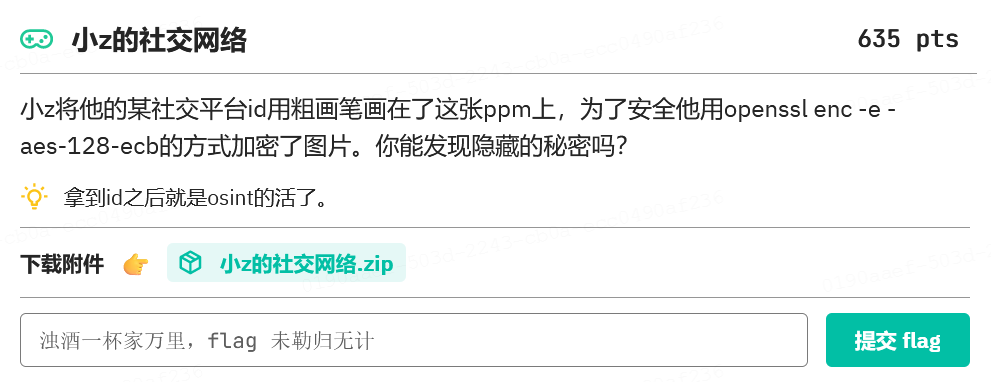 小z的社交网络
635 pts
小z将他的某社交平台id用粗画笔画在了这张ppm上，为了安全他用openssl enc -e -
aes-128-ecb的方式加密了图片。你能发现隐藏的秘密吗？
拿到id之后就是osint的活了。
下载附件
小z的社交网络.zip
浊酒一杯家万里，flag 未勒归无计
提交 flag